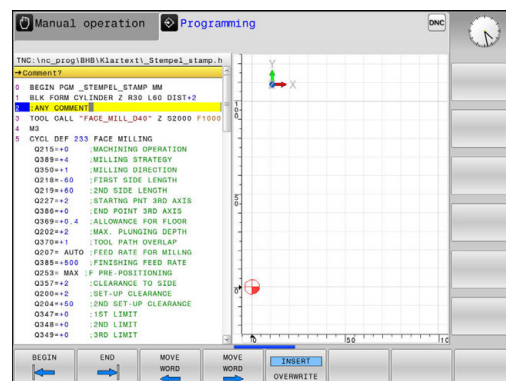 Manual operation
Programming
DNC
TNC:\nc_prog\BHB\Klartext\_Stempel_stamp.h
→Comment?
0 BEGIN PGM _STEMPEL_STAMP MM
1 BLK FORM CYLINDER Z R30 L60 DIST+2
2 ;ANY COMMENT
3 TOOL CALL "FACE_MILL_D40" Z S2000 F1000
4 M3
5 CYCL DEF 233 FACE MILLING
Q215=+0 ;MACHINING OPERATION
Q389=+4 ;MILLING STRATEGY
Q350=+1 ;MILLING DIRECTION
Q218=-60 ;FIRST SIDE LENGTH
Q219=+60 ;2ND SIDE LENGTH
Q227=+2 ;STARTNG PNT 3RD AXIS
Q386=+0 ;END POINT 3RD AXIS
Q369=+0.4 ;ALLOWANCE FOR FLOOR
Q202=+2 ;MAX. PLUNGING DEPTH
Q370=+1 ;TOOL PATH OVERLAP
Q207= AUTO ;FEED RATE FOR MILLNG
Q385=+500 ;FINISHING FEED RATE
Q253= MAX ;F PRE-POSITIONING
Q357=+2 ;CLEARANCE TO SIDE
Q200=+2 ;SET-UP CLEARANCE
Q204=+50 ;2ND SET-UP CLEARANCE
Q347=+0 ;1ST LIMIT
Q348=+0 ;2ND LIMIT
Q349=+0 ;3RD LIMIT
Y
X
100
50
0
0
50
10
BEGIN
END
MOVE WORD
MOVE WORD
INSERT
OVERWRITE